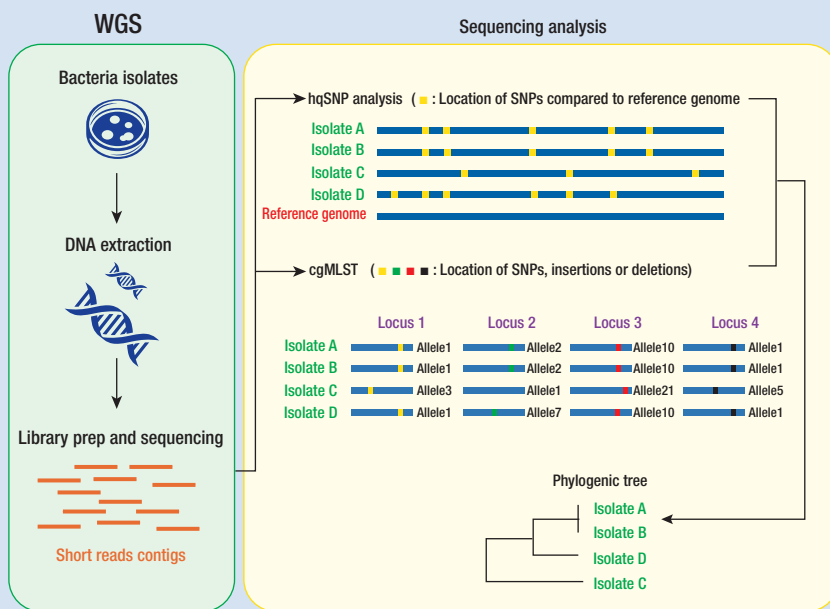 WGS
Bacteria isolates
DNA extraction
Library prep and sequencing
Short reads contigs
Sequencing analysis
hqSNP analysis ( : Location of SNPs compared to reference genome
Isolate A
Isolate B
Isolate C
Isolate D
Reference genome
cgMLST ( : Location of SNPs, insertions or deletions)
Locus 1 Locus 2 Locus 3 Locus 4
Isolate A Allele1 Allele2 Allele10 Allele1
Isolate B Allele1 Allele2 Allele10 Allele1
Isolate C Allele3 Allele1 Allele21 Allele5
Isolate D Allele1 Allele7 Allele10 Allele1
Phylogenic tree
Isolate A
Isolate B
Isolate D
Isolate C